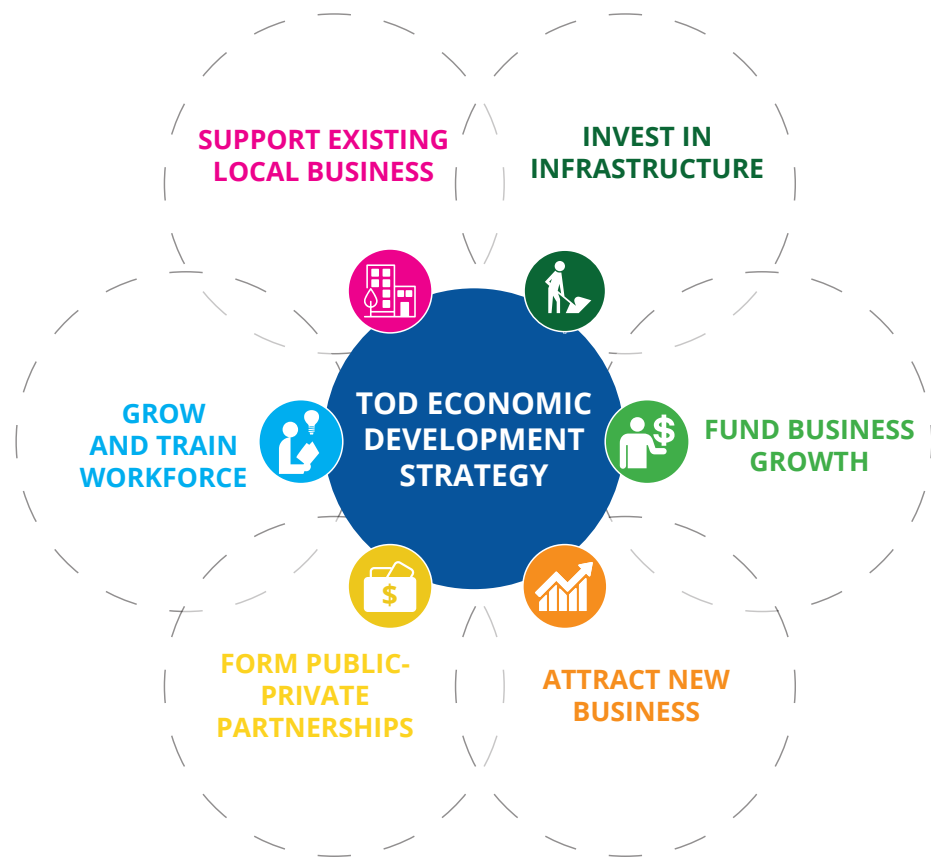 SUPPORT EXISTING
LOCAL BUSINESS
INVEST IN
INFRASTRUCTURE
GROW
AND TRAIN
WORKFORCE
TOD ECONOMIC
DEVELOPMENT
STRATEGY
FUND BUSINESS
GROWTH
$
$
FORM PUBLIC-
PRIVATE
PARTNERSHIPS
ATTRACT NEW
BUSINESS